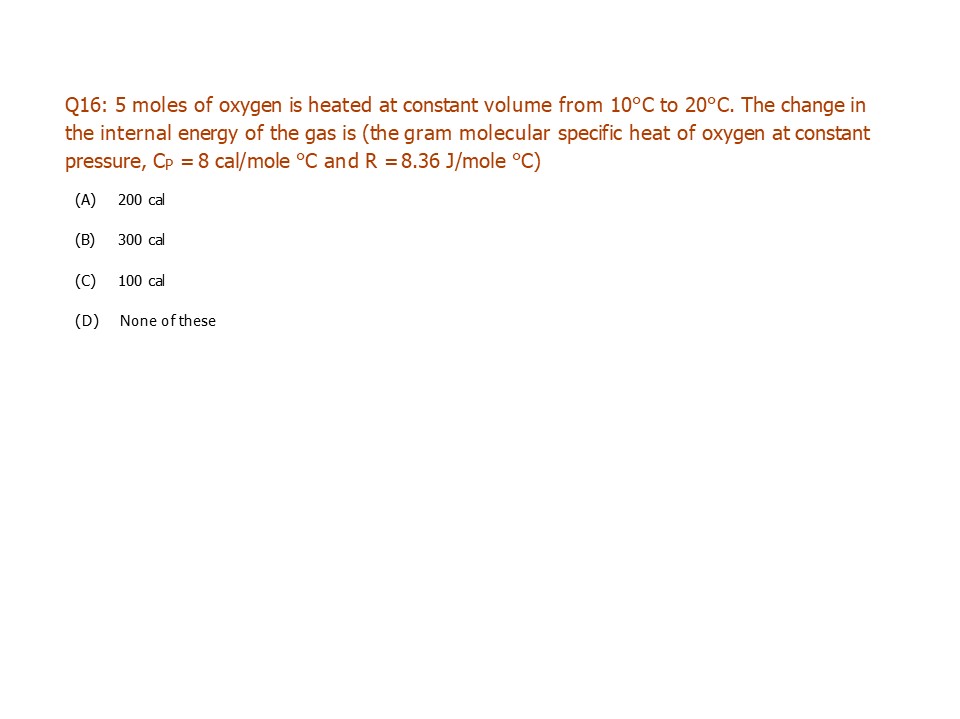 Q16: 5 moles of oxygen is heated at constant volume from 10°C to 20°C. The change in
the internal energy of the gas is (the gram molecular specific heat of oxygen at constant
pressure, CP = 8 cal/mole °C and R = 8.36 J/mole °C)
(A) 200 cal
(B) 300 cal
(C) 100 cal
(D) None of these